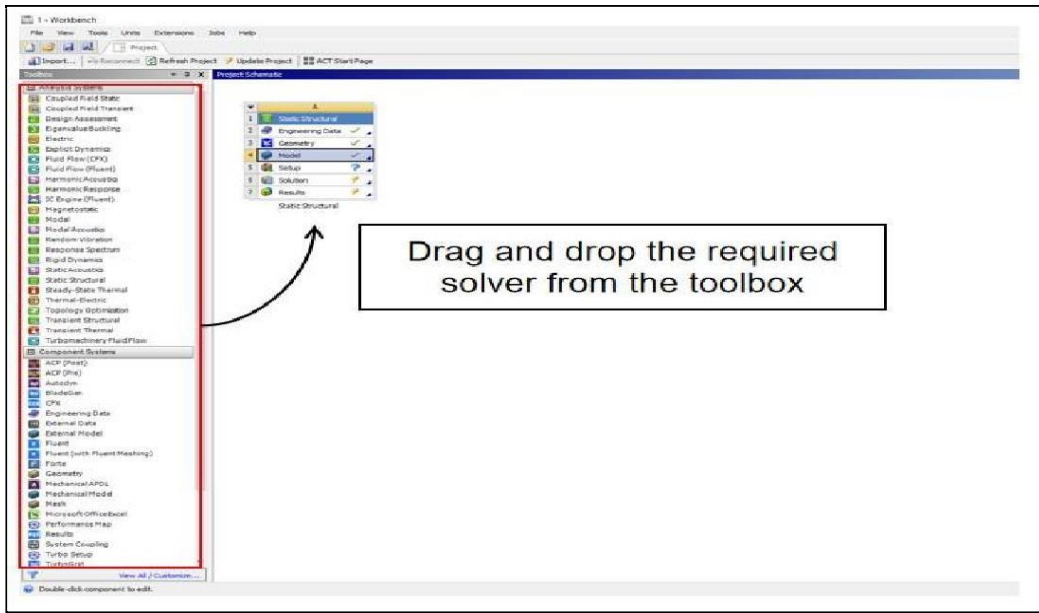 1 - Workbench
File View Tools Units Extensions Jobs Help
Project
Import... Reconnect Refresh Project Update Project ACT Start Page
Toolbox
Project Schematic
Analysis Systems
Coupled Field Static
Coupled Field Transient
Design Assessment
Eigenvalue Buckling
Electric
Explicit Dynamics
Fluid Flow (CFX)
Fluid Flow (Fluent)
Harmonic Acoustics
Harmonic Response
IC Engine (Fluent)
Magnetostatic
Modal
Modal Acoustics
Random Vibration
Response Spectrum
Rigid Dynamics
Static Acoustics
Static Structural
Steady-State Thermal
Thermal-Electric
Topology Optimization
Transient Structural
Transient Thermal
Turbomachinery Fluid Flow
Component Systems
ACP (Post)
ACP (Pre)
Autodyn
BladeGen
CFX
Engineering Data
External Data
External Model
Fluent
Fluent (with Fluent Meshing)
Forte
Geometry
Mechanical APDL
Mechanical Model
Mesh
Microsoft Office Excel
Performance Map
Results
System Coupling
Turbo Setup
TurboGrid
View All / Customize...
Double-click component to edit.
A
1 Static Structural
2 Engineering Data
3 Geometry
4 Model
5 Setup
6 Solution
7 Results
Static Structural
Drag and drop the required
solver from the toolbox